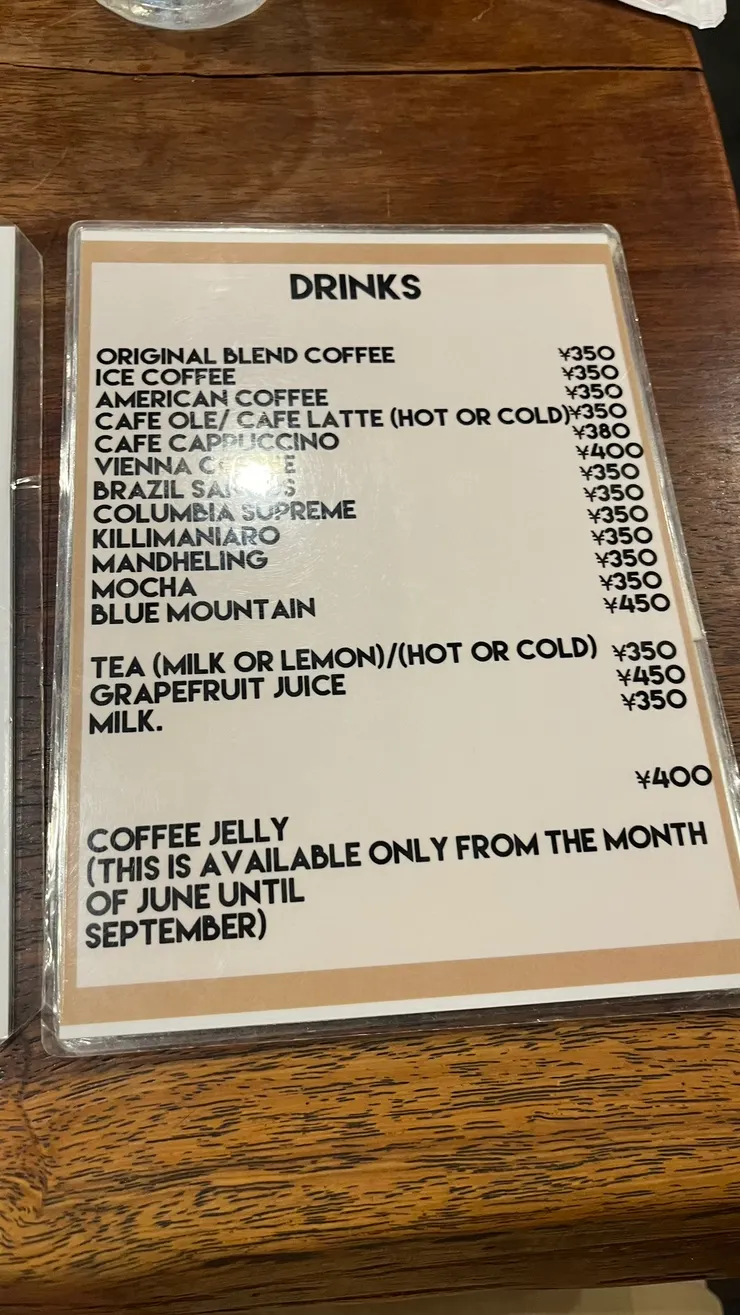 DRINKS
ORIGINAL BLEND COFFEE
ICE COFFEE
AMERICAN COFFEE
CAFE OLE/ CAFE LATTE (HOT OR COLD)
CAFE CAPPUCCINO
VIENNA
BRAZIL
COLUMBIA SUPREME
KILLIMANIARO
MANDHELING
MOCHA
BLUE MOUNTAIN
¥350
¥350
¥350
¥350
¥380
¥400
¥350
¥350
¥350
¥350
¥350
¥350
¥450
TEA (MILK OR LEMON)/(HOT OR COLD) ¥350
GRAPEFRUIT JUICE ¥450
MILK. ¥350
¥400
COFFEE JELLY
(THIS IS AVAILABLE ONLY FROM THE MONTH
OF JUNE UNTIL
SEPTEMBER)